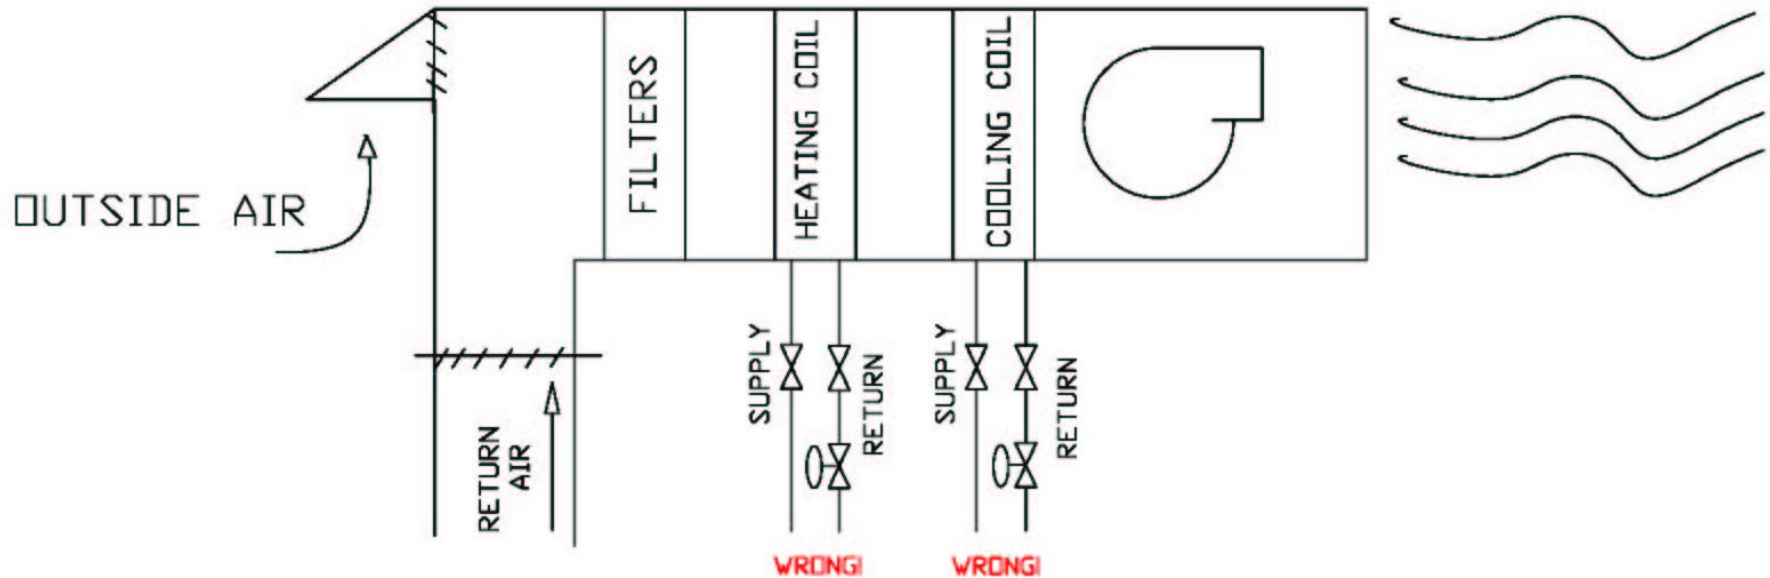 OUTSIDE AIR
FILTERS
HEATING COIL
COOLING COIL
RETURN
AIR
SUPPLY
RETURN
SUPPLY
RETURN
WRONG!
WRONG!